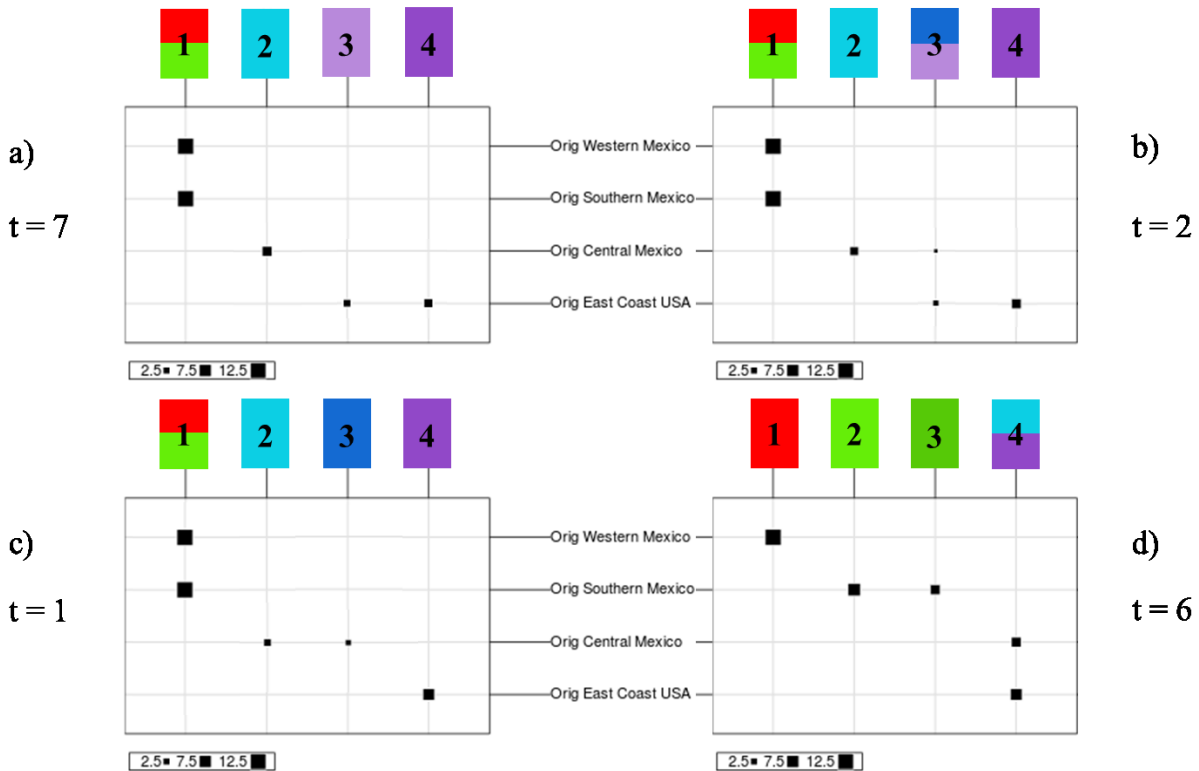 1 2 3 4 1 2 3 4
a) Orig Western Mexico b)
Orig Southern Mexico
t = 7 t = 2
Orig Central Mexico
Orig East Coast USA
2.5 7.5 12.5 2.5 7.5 12.5
1 2 3 4 1 2 3 4
c) Orig Western Mexico d)
Orig Southern Mexico
t = 1 t = 6
Orig Central Mexico
Orig East Coast USA
2.5 7.5 12.5 2.5 7.5 12.5